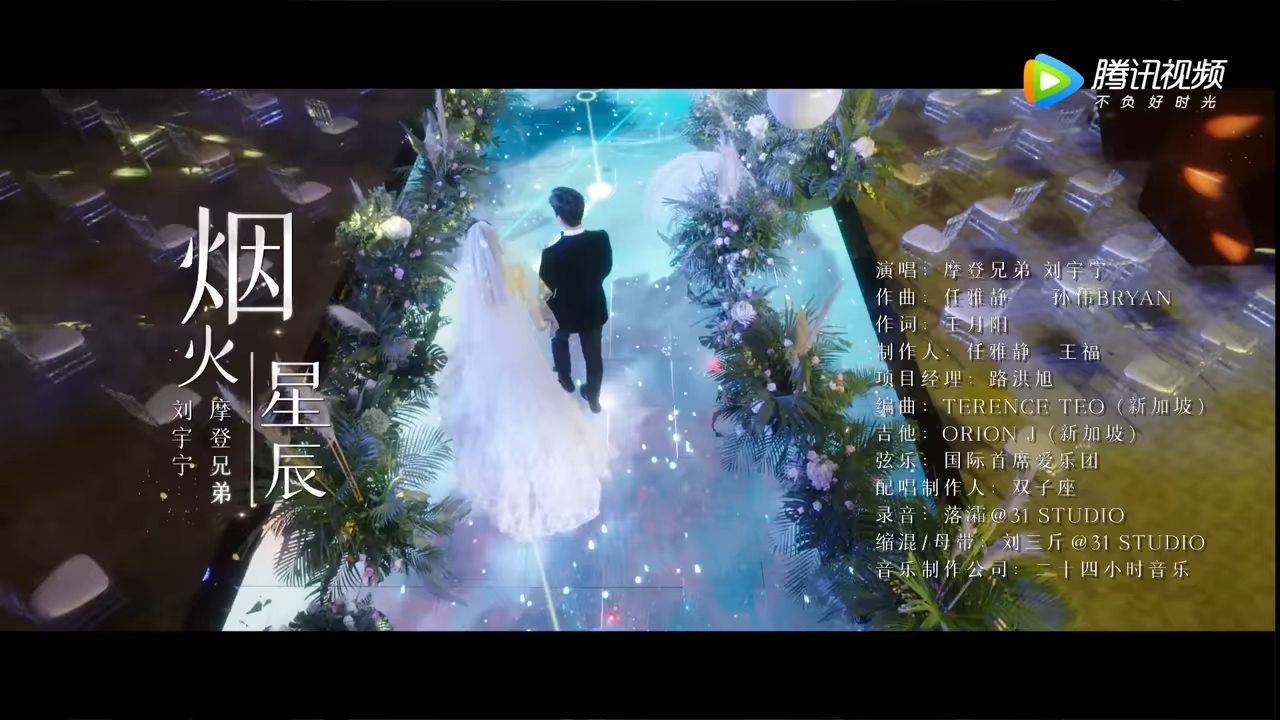 腾讯视频
不负好时光
烟火
星辰
摩登兄弟
刘宇宁
演唱：摩登兄弟 刘宇宁
作曲：任雅静 孙伟BRYAN
作词：王月阳
制作人：任雅静 王福
项目经理：路洪旭
编曲：TERENCE TEO（新加坡）
吉他：ORION J（新加坡）
弦乐：国际首席爱乐团
配唱制作人：双子座
录音：落灞@31 STUDIO
缩混/母带：刘三斤@31 STUDIO
音乐制作公司：二十四小时音乐